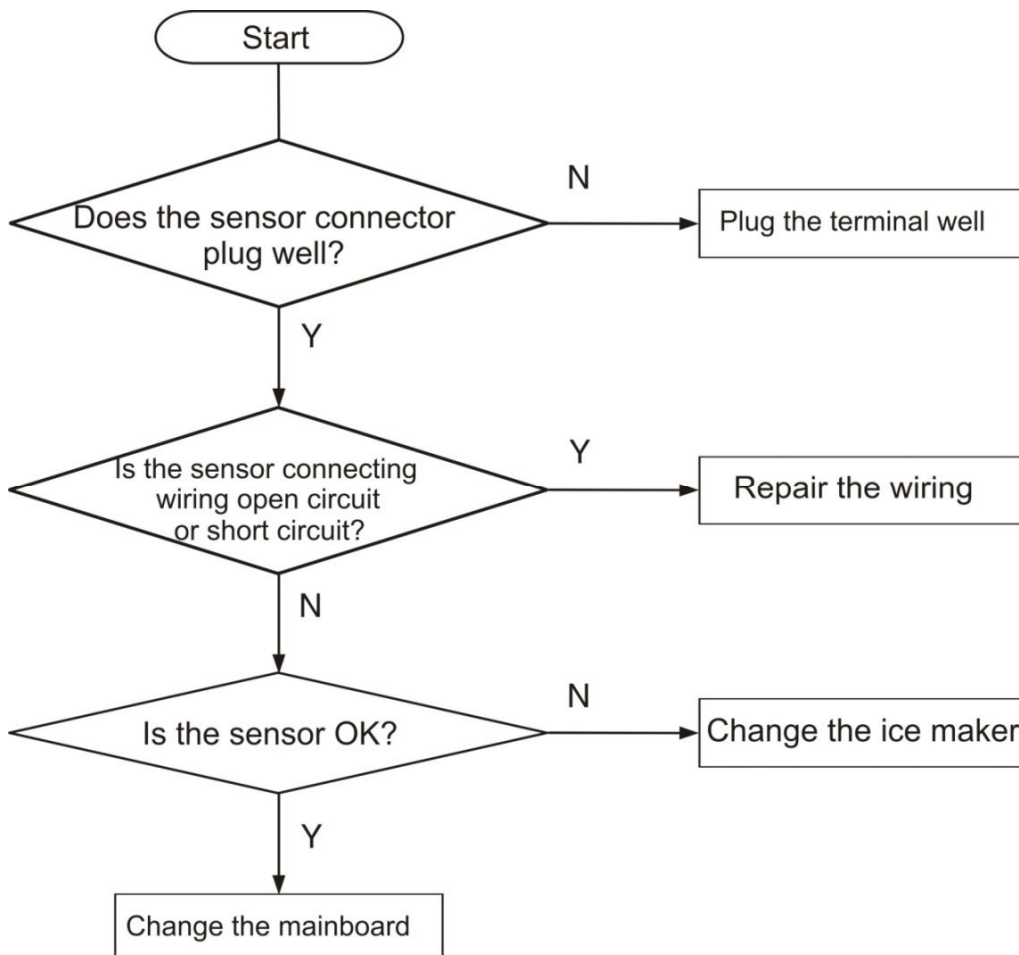 Start
Does the sensor connector
plug well?
N
Plug the terminal well
Y
Is the sensor connecting
wiring open circuit
or short circuit?
Y
Repair the wiring
N
Is the sensor OK?
N
Change the ice maker
Y
Change the mainboard